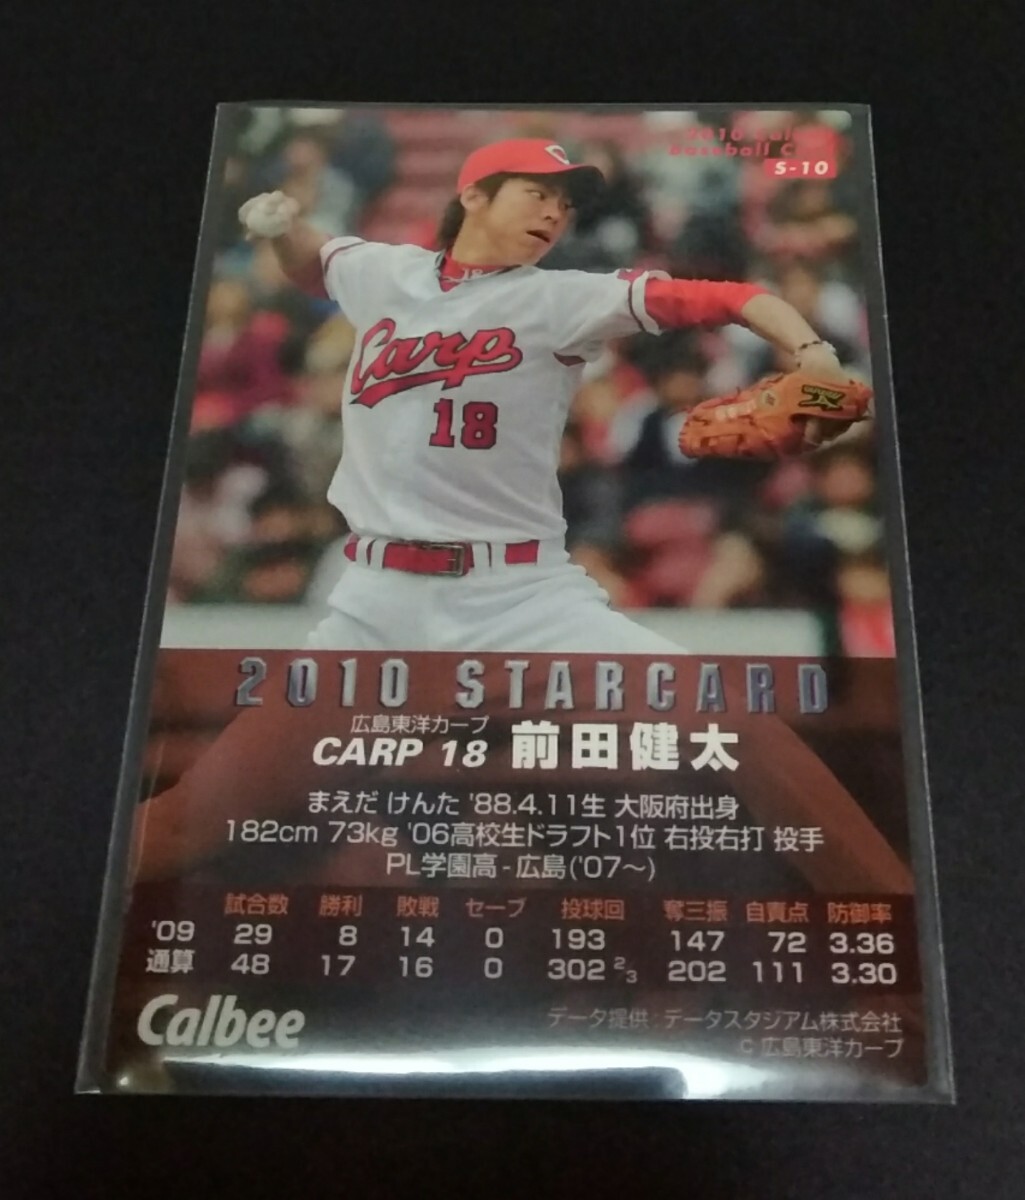 2010 Cal
Baseball C
S-10
C
18
Carp
18
2010 STARCARD
広島東洋カープ
CARP 18 前田健太
まえだ けんた '88.4.11生 大阪府出身
182cm 73kg '06高校生ドラフト1位 右投右打 投手
PL学園高-広島('07〜)
試合数 勝利 敗戦 セーブ 投球回 奪三振 自責点 防御率
'09 29 8 14 0 193 147 72 3.36
通算 48 17 16 0 302 2/3 202 111 3.30
Calbee
データ提供:データスタジアム株式会社
© 広島東洋カープ